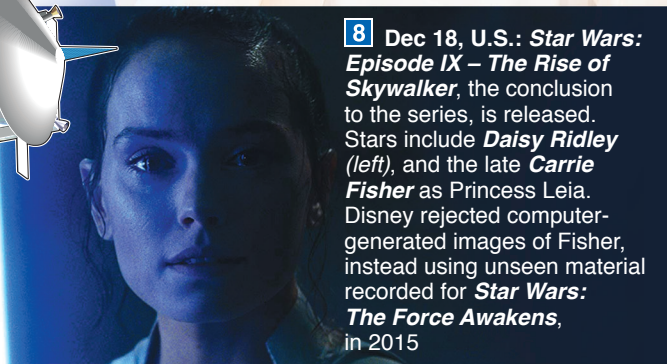 8 Dec 18, U.S.: Star Wars:
Episode IX – The Rise of
Skywalker, the conclusion
to the series, is released.
Stars include Daisy Ridley
(left), and the late Carrie
Fisher as Princess Leia.
Disney rejected computer-
generated images of Fisher,
instead using unseen material
recorded for Star Wars:
The Force Awakens,
in 2015